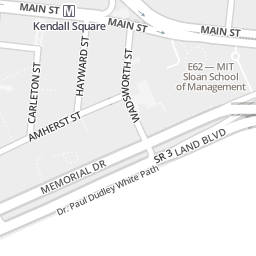 MAIN ST
Kendall Square
MAIN ST
MAIN ST
CARLETON ST
HAYWARD ST
WADSWORTH ST
E62 — MIT
Sloan School
of Management
AMHERST ST
MEMORIAL DR
SR 3
LAND BLVD
Dr. Paul Dudley White Path